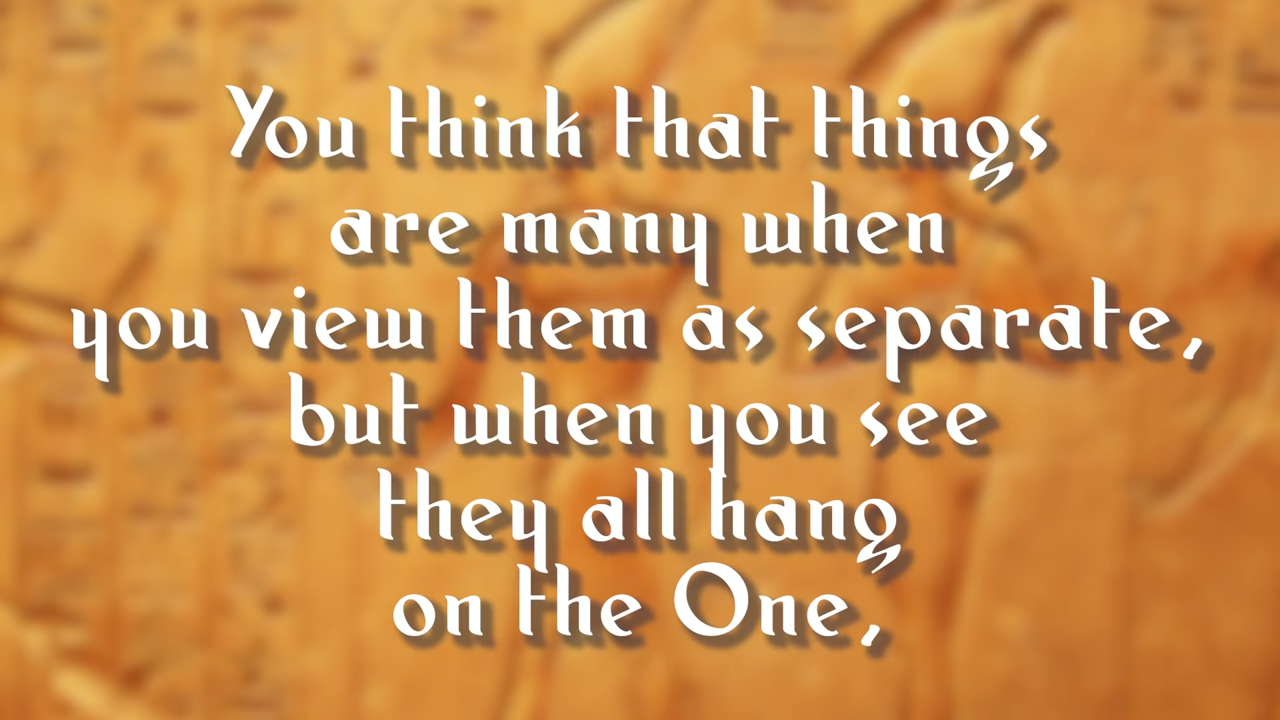 You think that things
are many when
you view them as separate,
but when you see
they all hang
on the One,